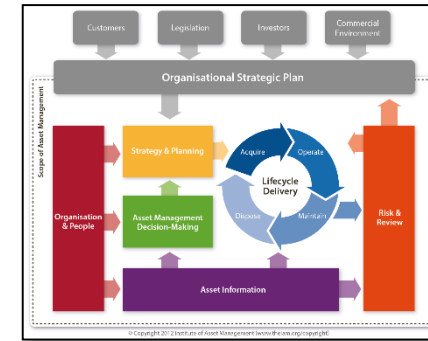 Customers
Legislation
Investors
Commercial
Environment
Organisational Strategic Plan
Scope of Asset Management
Strategy & Planning
Acquire
Operate
Organisation
& People
Lifecycle
Delivery
Asset Management
Decision-Making
Dispose
Maintain
Risk &
Review
Asset Information
© Copyright 2012 Institute of Asset Management (www.theiam.org/copyright)